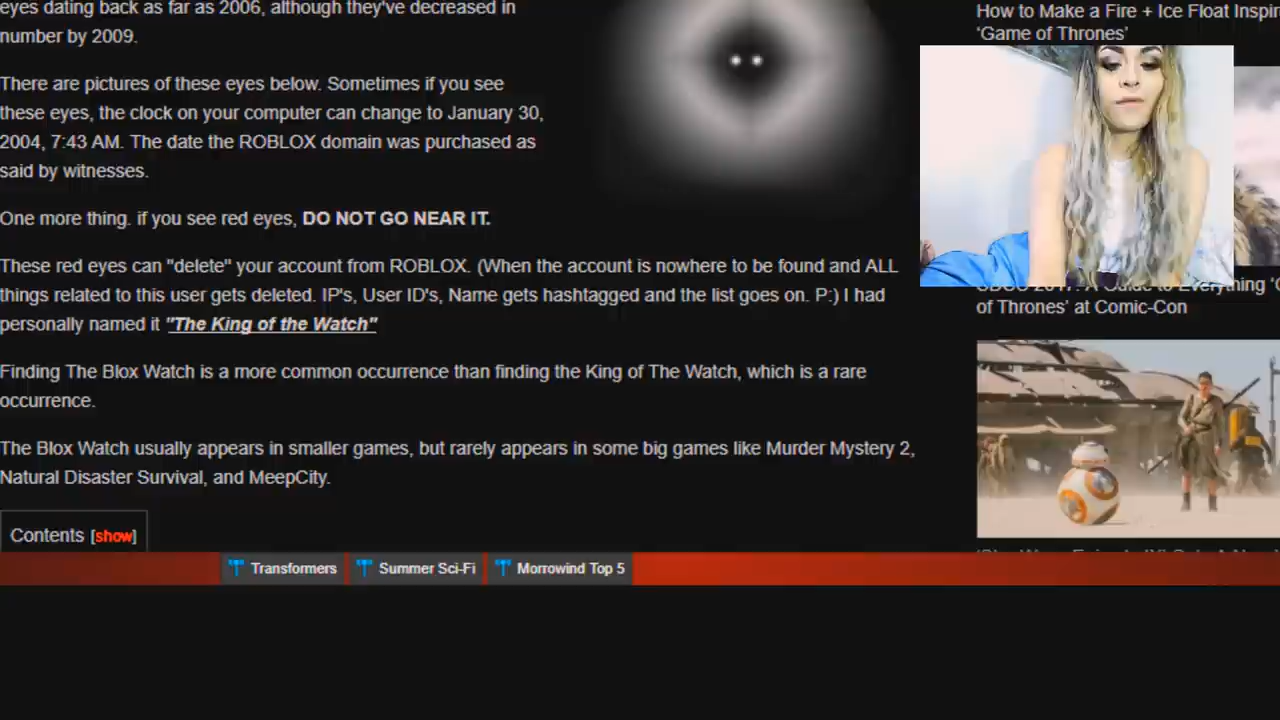 eyes dating back as far as 2006, although they've decreased in
number by 2009.
There are pictures of these eyes below. Sometimes if you see
these eyes, the clock on your computer can change to January 30,
2004, 7:43 AM. The date the ROBLOX domain was purchased as
said by witnesses.
One more thing. if you see red eyes, DO NOT GO NEAR IT.
These red eyes can "delete" your account from ROBLOX. (When the account is nowhere to be found and ALL
things related to this user gets deleted. IP's, User ID's, Name gets hashtagged and the list goes on. P:) I had
personally named it "The King of the Watch"
Finding The Blox Watch is a more common occurrence than finding the King of The Watch, which is a rare
occurrence.
The Blox Watch usually appears in smaller games, but rarely appears in some big games like Murder Mystery 2,
Natural Disaster Survival, and MeepCity.
Contents [show]
How to Make a Fire + Ice Float Inspir
'Game of Thrones'
Guide to Everything
of Thrones' at Comic-Con
Transformers
Summer Sci-Fi
Morrowind Top 5